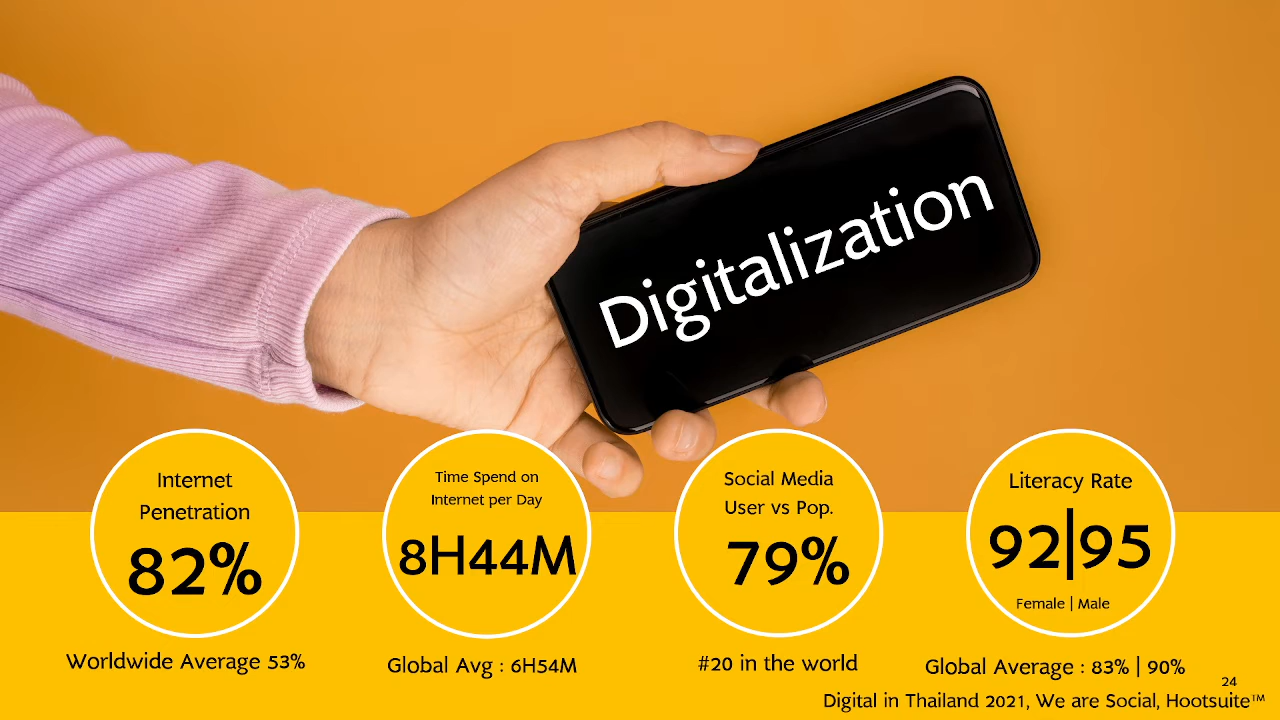 Digitalization
Internet
Penetration
82%
Worldwide Average 53%
Time Spend on
Internet per Day
8H44M
Global Avg : 6H54M
Social Media
User vs Pop.
79%
#20 in the world
Literacy Rate
92|95
Female | Male
Global Average : 83% | 90%
24
Digital in Thailand 2021, We are Social, Hootsuite™